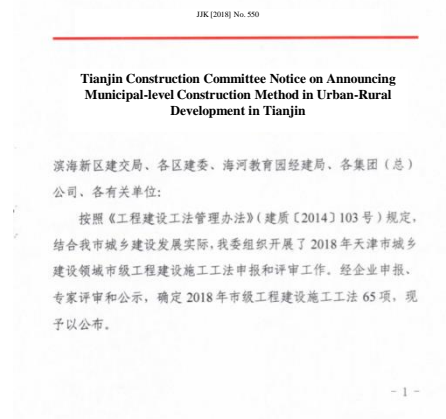 JJK [2018] No. 550
Tianjin Construction Committee Notice on Announcing
Municipal-level Construction Method in Urban-Rural
Development in Tianjin
滨海新区建交局、各区建委、海河教育园经建局、各集团（总）
公司、各有关单位：
按照《工程建设工法管理办法》（建质〔2014〕103号）规定，
结合我市城乡建设发展实际，我委组织开展了2018年天津市城乡
建设领域市级工程建设施工工法申报和评审工作。经企业申报、
专家评审和公示，确定2018年市级工程建设施工工法65项，现
予以公布。
- 1 -